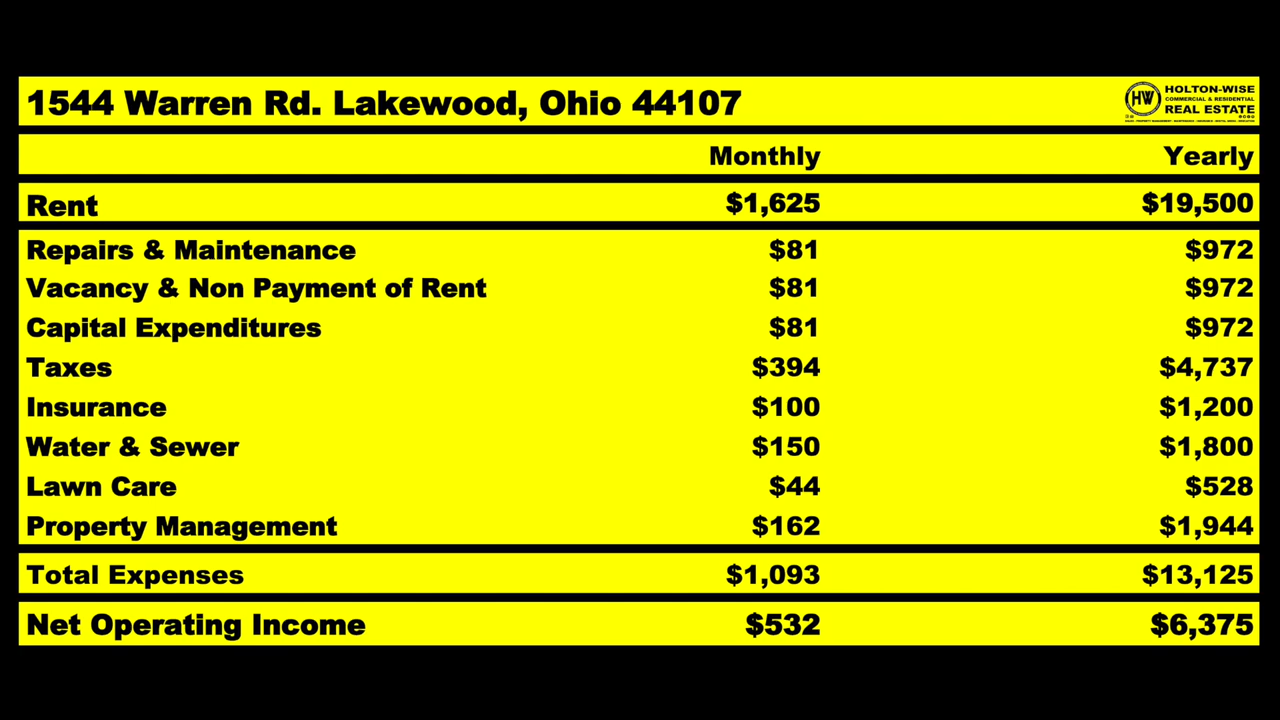 1544 Warren Rd. Lakewood, Ohio 44107
HW
HOLTON-WISE
COMMERCIAL & RESIDENTIAL
REAL ESTATE
Monthly Yearly
Rent $1,625 $19,500
Repairs & Maintenance $81 $972
Vacancy & Non Payment of Rent $81 $972
Capital Expenditures $81 $972
Taxes $394 $4,737
Insurance $100 $1,200
Water & Sewer $150 $1,800
Lawn Care $44 $528
Property Management $162 $1,944
Total Expenses $1,093 $13,125
Net Operating Income $532 $6,375